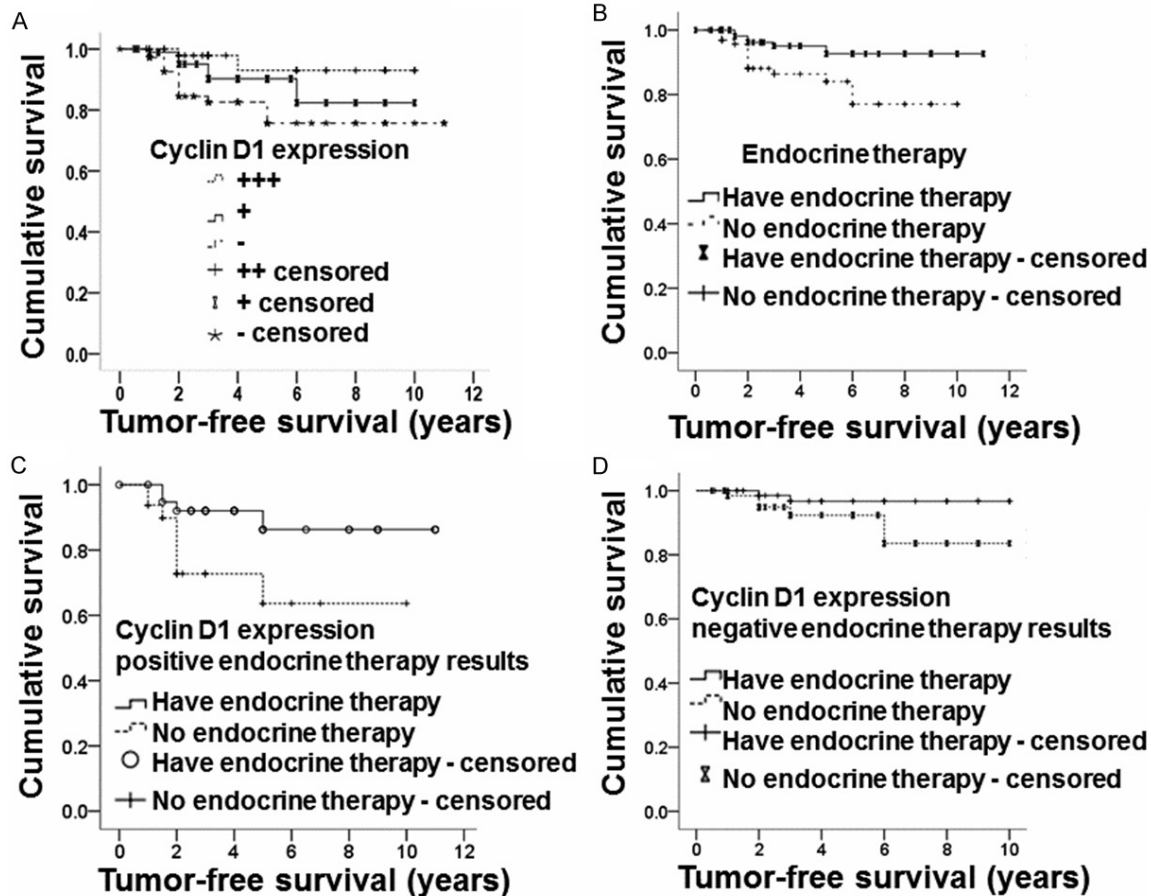 A
1.0
0.8
0.6
0.4
0.2
0.0
Cumulative survival
Cyclin D1 expression
+++
+
-
++ censored
+ censored
- censored
0 2 4 6 8 10 12
Tumor-free survival (years)
B
1.0
0.8
0.6
0.4
0.2
0.0
Cumulative survival
Endocrine therapy
Have endocrine therapy
No endocrine therapy
Have endocrine therapy - censored
No endocrine therapy - censored
0 2 4 6 8 10 12
Tumor-free survival (years)
C
1.0
0.8
0.6
0.4
0.2
0.0
Cumulative survival
Cyclin D1 expression
positive endocrine therapy results
Have endocrine therapy
No endocrine therapy
Have endocrine therapy - censored
No endocrine therapy - censored
0 2 4 6 8 10 12
Tumor-free survival (years)
D
1.0
0.8
0.6
0.4
0.2
0.0
Cumulative survival
Cyclin D1 expression
negative endocrine therapy results
Have endocrine therapy
No endocrine therapy
Have endocrine therapy - censored
No endocrine therapy - censored
0 2 4 6 8 10
Tumor-free survival (years)